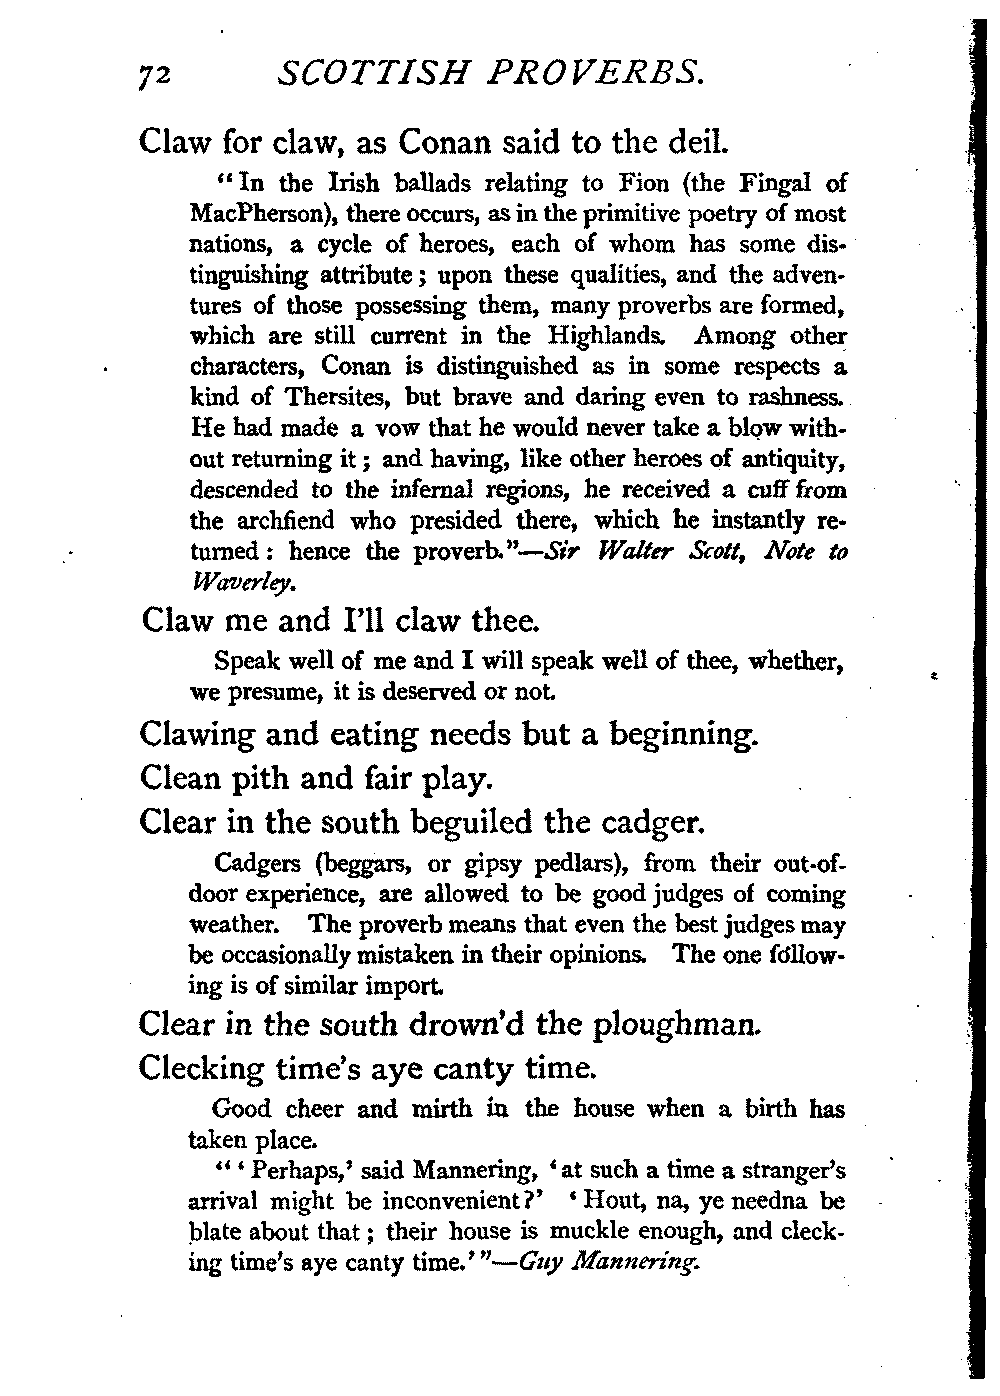 72 SCOTTISH PROVERBS.
Claw for claw, as Conan said to the deil.
“In the Irish ballads relating to Fion (the Fingal of
MacPherson), there occurs, as in the primitive poetry of most
nations, a cycle of heroes, each of whom has some dis-
tinguishing attribute; upon these qualities, and the adven-
tures of those possessing them, many proverbs are formed,
which are still current in the Highlands. Among other
characters, Conan is distinguished as in some respects a
kind of Thersites, but brave and daring even to rashness.
He had made a vow that he would never take a blow with-
out returning it; and having, like other heroes of antiquity,
descended to the infernal regions, he received a cuff from
the archfiend who presided there, which he instantly re-
turned: hence the proverb.”—Sir Walter Scott, Note to
Waverley.
Claw me and I’ll claw thee.
Speak well of me and I will speak well of thee, whether,
we presume, it is deserved or not.
Clawing and eating needs but a beginning.
Clean pith and fair play.
Clear in the south beguiled the cadger.
Cadgers (beggars, or gipsy pedlars), from their out-of-
door experience, are allowed to be good judges of coming
weather. The proverb means that even the best judges may
be occasionally mistaken in their opinions. The one follow-
ing is of similar import.
Clear in the south drown’d the ploughman.
Clecking time’s aye canty time.
Good cheer and mirth in the house when a birth has
taken place.
“‘Perhaps,’ said Mannering, ‘at such a time a stranger’s
arrival might be inconvenient?’ ‘Hout, na, ye needna be
blate about that; their house is muckle enough, and cleck-
ing time’s aye canty time.’”—Guy Mannering.